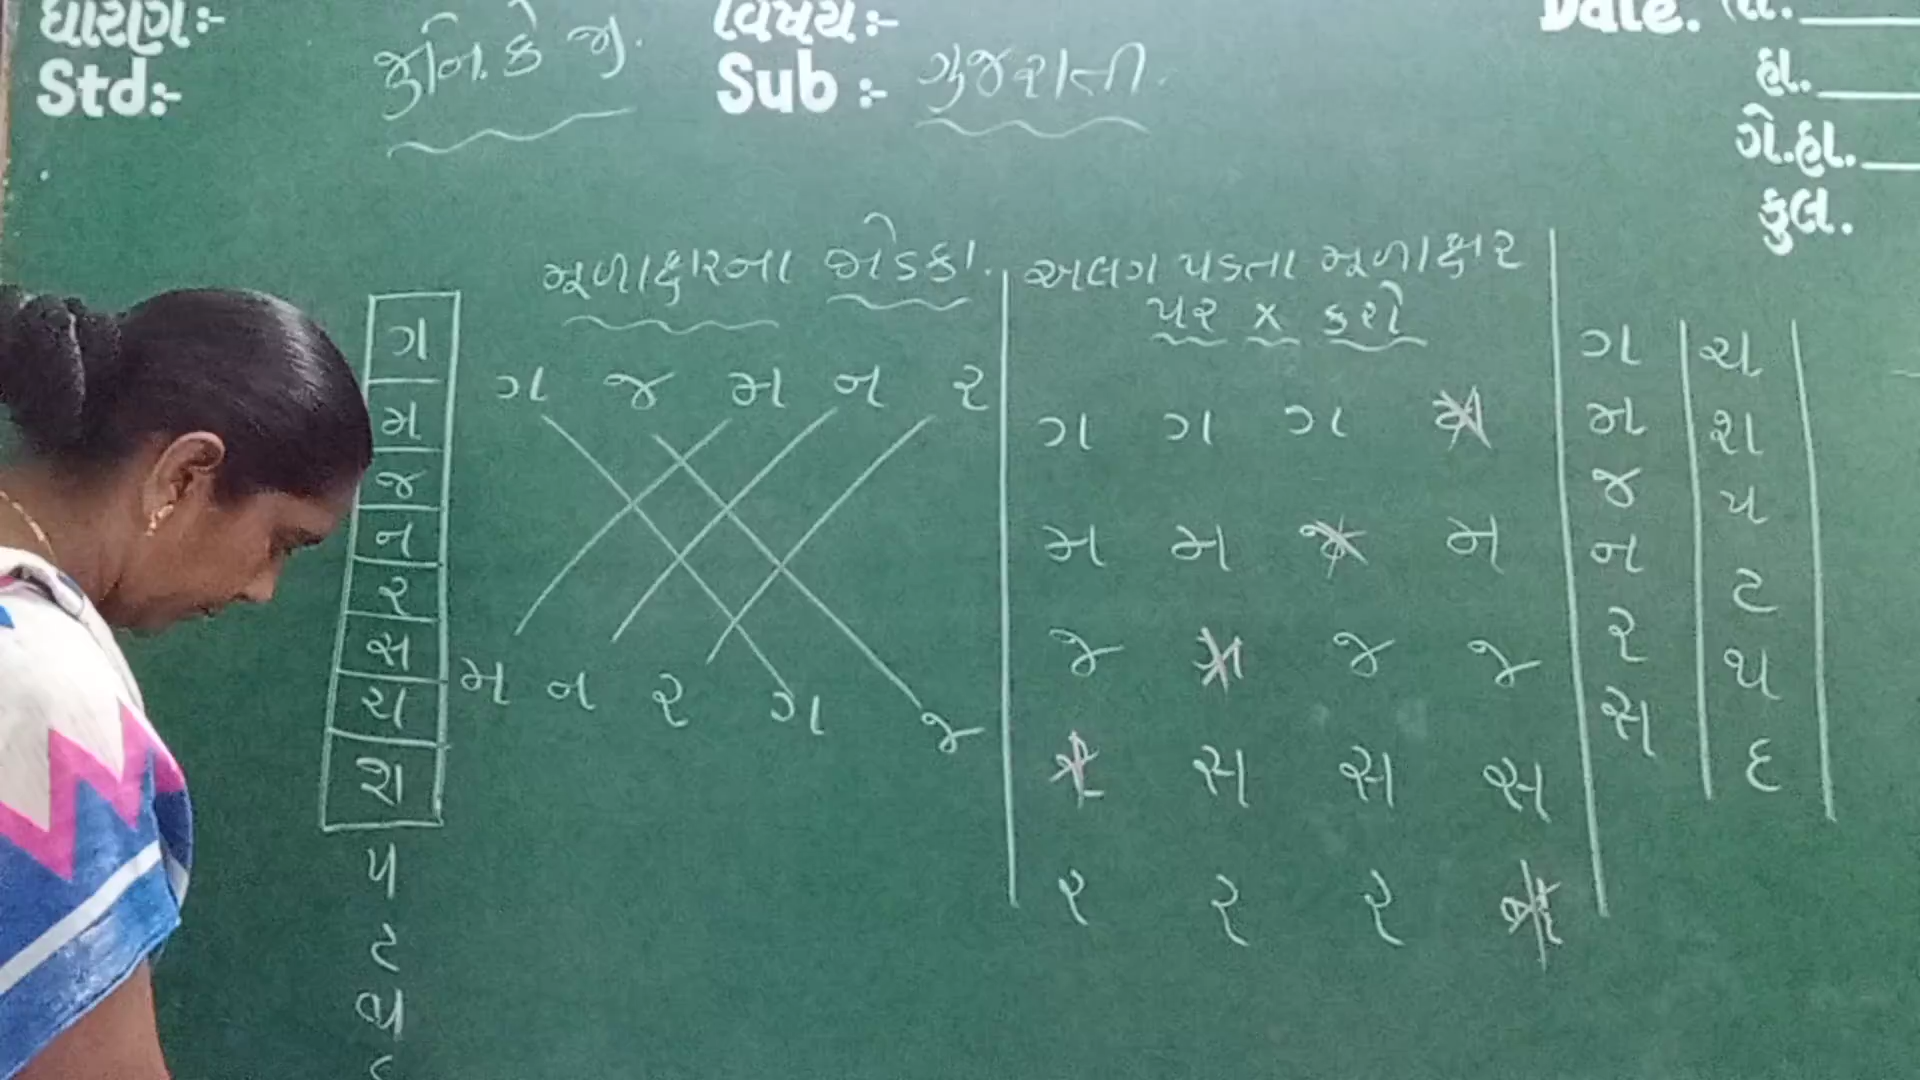 ધોરણ:- જુનિ.કે જી. વિષય:-
Std:- Sub :- ગુજરાતી.
Date. તા.
હા.
ગે.હા.
કુલ.
મૂળાક્ષરના જોડકા.
અલગ પડતા મૂળાક્ષર
પર x કરો
ગ
મ
જ
ન
ર
સ
ચ
શ
પ
ટ
થ
ગ જ મ ન ર
મ ન ર ગ જ
ગ ગ ગ
મ મ જ મ
જ જ જ
સ સ સ
ર ર ર
ગ
મ
જ
ન
ર
સ
ચ
શ
પ
ટ
થ
દ